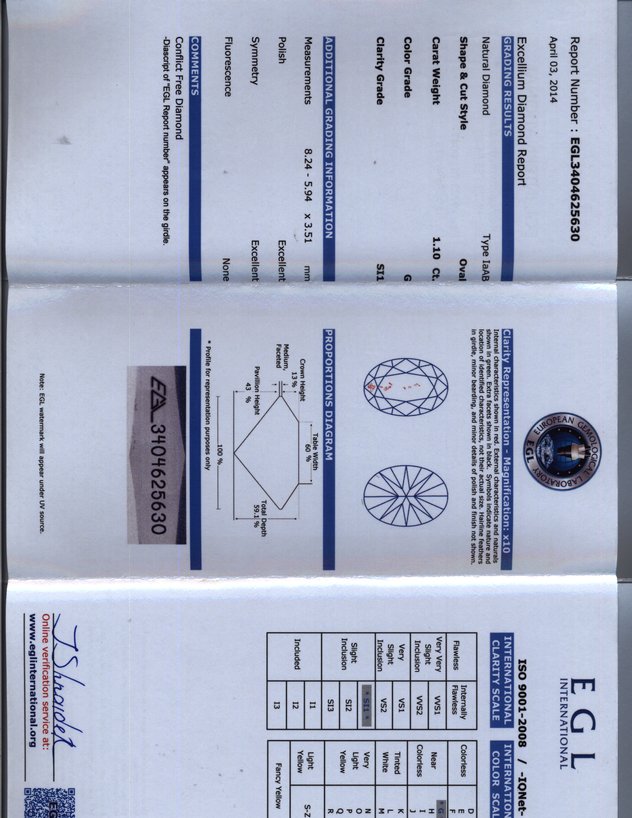 Report Number : EGL3404625630
April 03, 2014
Excellium Diamond Report
GRADING RESULTS
Natural Diamond Type IaAB
Shape & Cut Style Oval
Carat Weight 1.10 Ct.
Color Grade G
Clarity Grade SI1
ADDITIONAL GRADING INFORMATION
Measurements 8.24 - 5.94 x 3.51 mm
Polish Excellent
Symmetry Excellent
Fluorescence None
COMMENTS
Conflict Free Diamond
-Diascript of "EGL Report number" appears on the girdle.
EUROPEAN GEMOLOGICAL LABORATORY
EGL
Clarity Representation - Magnification: x10
Internal characteristics shown in red. External characteristics and naturals
shown in green. Extra facets shown in black. Symbols indicate nature and
location of identified characteristics, not their actual size. Hairline feathers
in girdle, minor bearding, and minor details of polish and finish not shown.
PROPORTIONS DIAGRAM
Table Width
60 %
Crown Height
13 %
Medium,
Faceted
Pavillion Height
43 %
Total Depth
59.1 %
100 %
* Profile for representation purposes only
EGL 3404625630
Note: EGL watermark will appear under UV source.
EGL
INTERNATIONAL
ISO 9001-2008 / -IQNet-
INTERNATIONAL
CLARITY SCALE
Flawless
Internally
Flawless
Very Very
Slight
Inclusion
VVS1
VVS2
Very
Slight
Inclusion
VS1
VS2
Slight
Inclusion
* SI1 *
SI2
SI3
Included
I1
I2
I3
INTERNATION
COLOR SCAL
Colorless
D
E
F
Near
Colorless
* G
H
I
J
Tinted
White
K
L
M
Very
Light
Yellow
N
O
P
Q
R
Light
Yellow
S-Z
Fancy Yellow
J Shnaider
Online verification service at:
www.eglinternational.org
EG